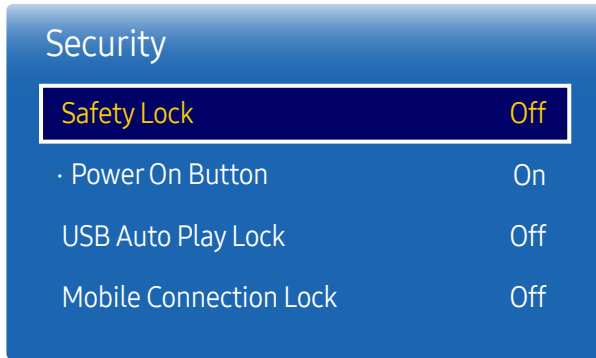 Security
Safety Lock Off
· Power On Button On
USB Auto Play Lock Off
Mobile Connection Lock Off